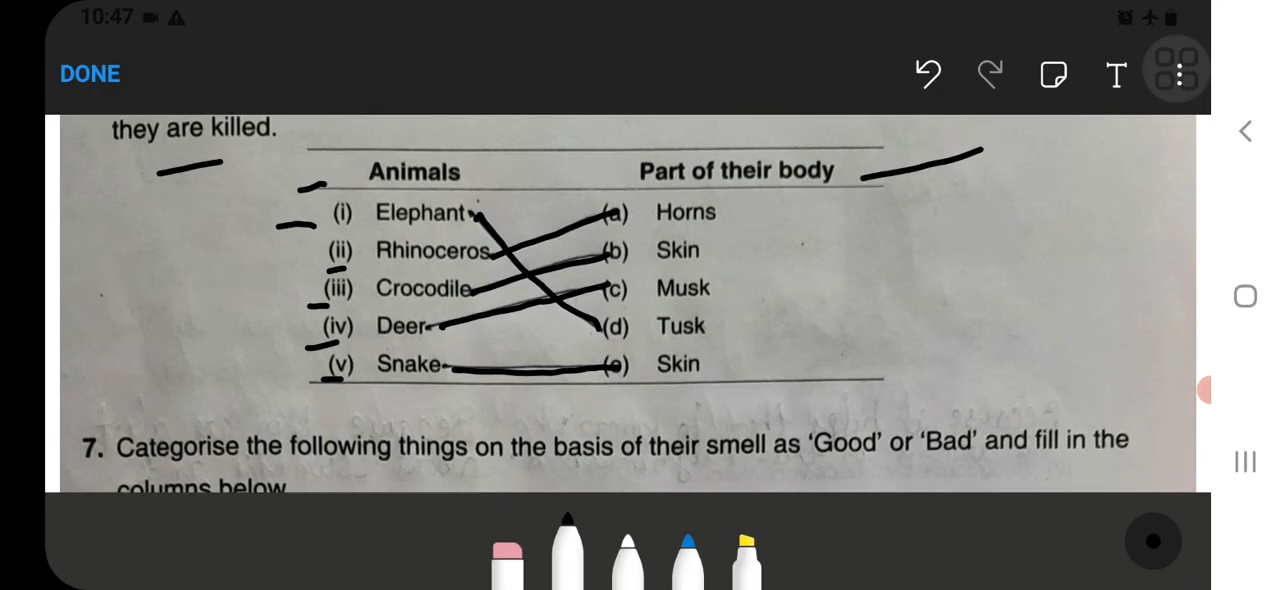 10:47
DONE
T
they are killed.
Animals Part of their body
(i) Elephant (a) Horns
(ii) Rhinoceros (b) Skin
(iii) Crocodile (c) Musk
(iv) Deer (d) Tusk
(v) Snake (e) Skin
7. Categorise the following things on the basis of their smell as ‘Good’ or ‘Bad’ and fill in the
columns below